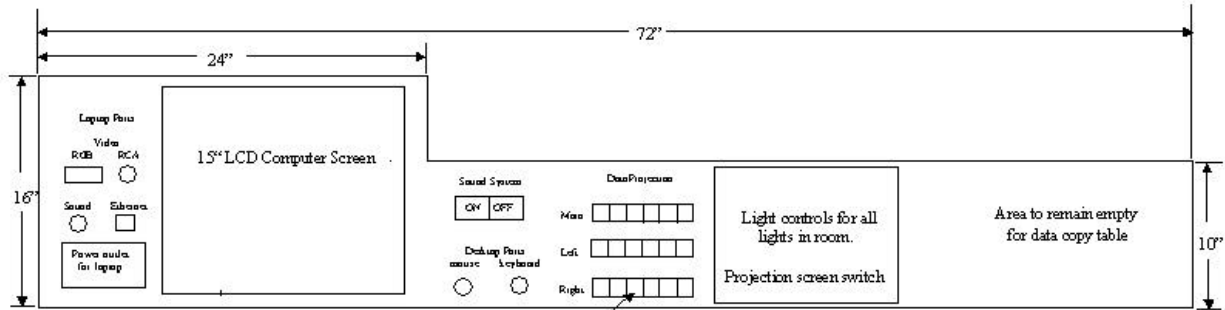 72”
24”
16”
Laptop Ports
Video
RGB RCA
Sound Ethernet
Power outlet
for laptop
15“ LCD Computer Screen
Sound System
ON OFF
Desktop Ports
mouse keyboard
Data Projection
Main
Left
Right
Light controls for all
lights in room.
Projection screen switch
Area to remain empty
for data copy table
10”